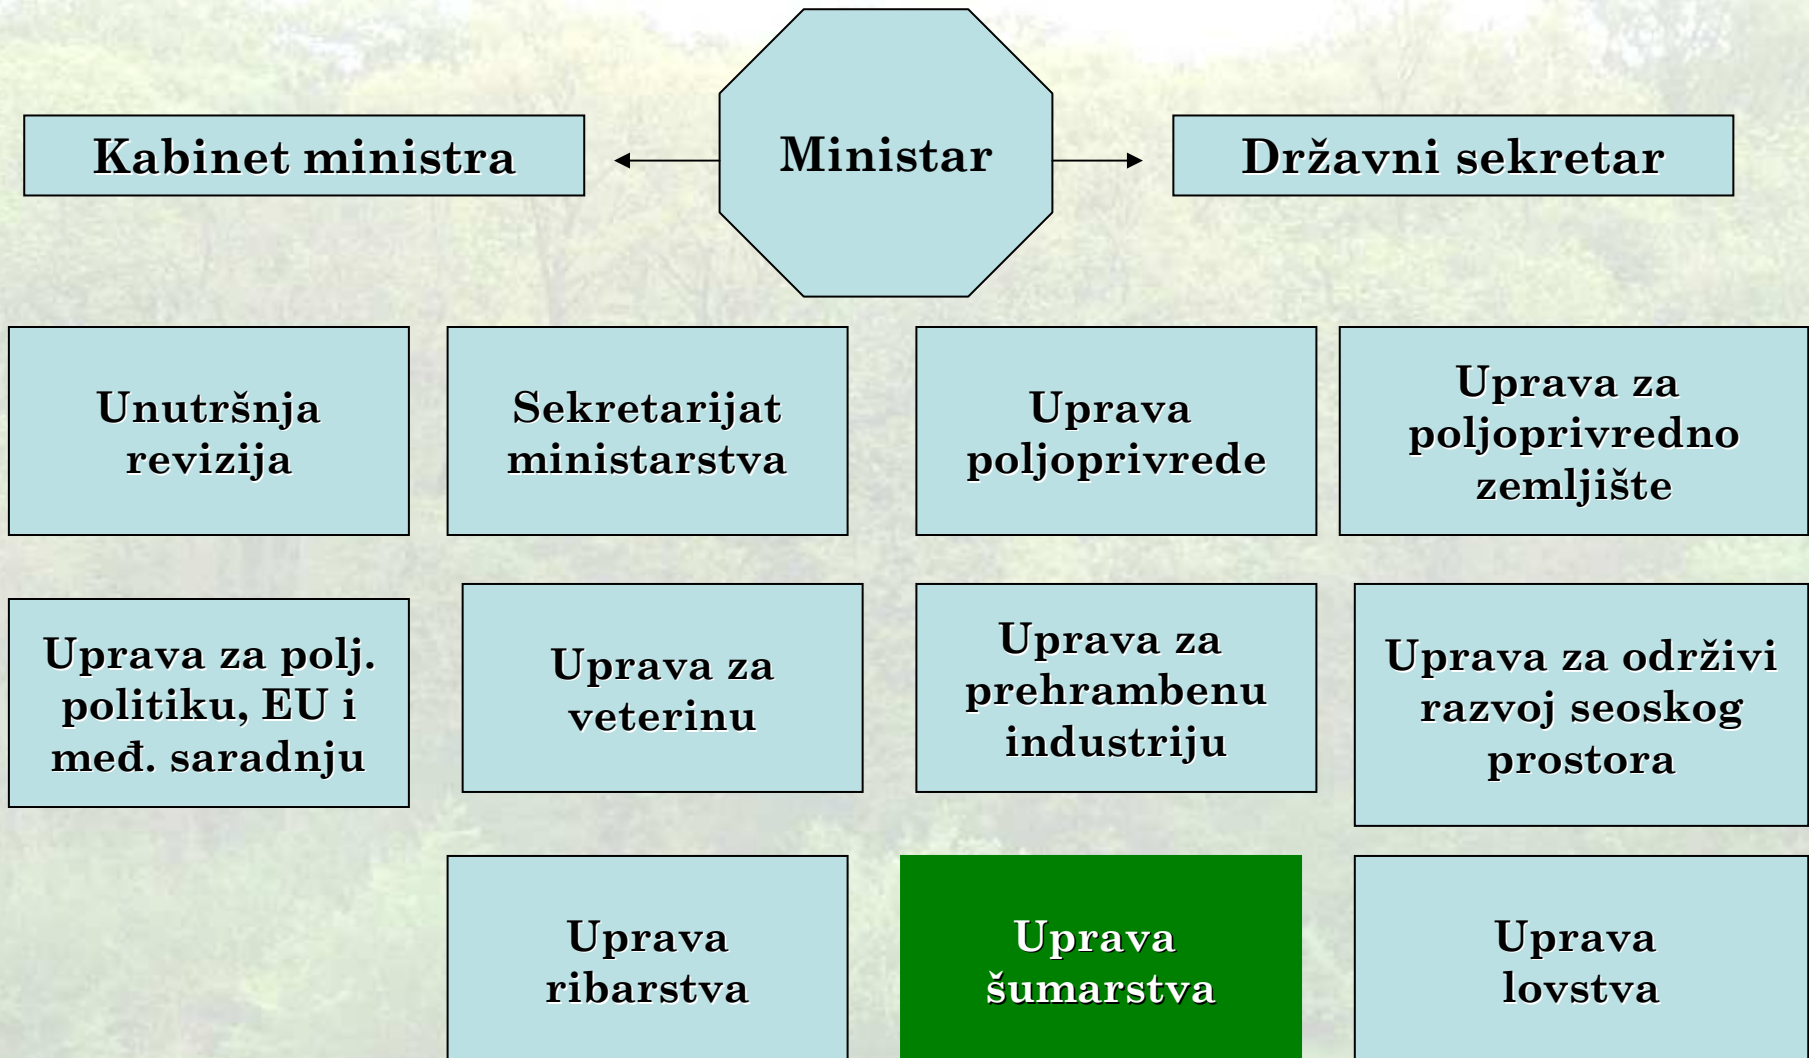 Kabinet ministra
Ministar
Državni sekretar
Unutršnja
revizija
Sekretarijat
ministarstva
Uprava
poljoprivrede
Uprava za
poljoprivredno
zemljište
Uprava za polj.
politiku, EU i
međ. saradnju
Uprava za
veterinu
Uprava za
prehrambenu
industriju
Uprava za održivi
razvoj seoskog
prostora
Uprava
ribarstva
Uprava
šumarstva
Uprava
lovstva